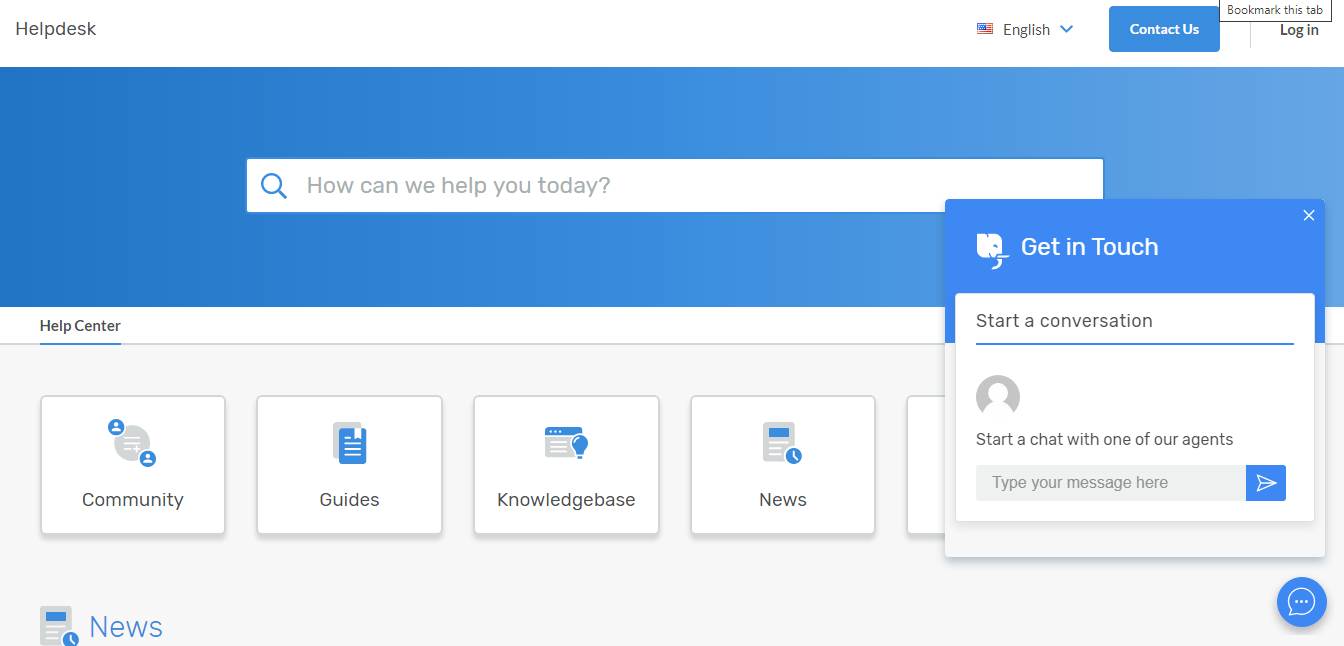 Helpdesk
English
Contact Us
Bookmark this tab
Log in
How can we help you today?
Get in Touch
Help Center
Start a conversation
Start a chat with one of our agents
Type your message here
Community
Guides
Knowledgebase
News
News